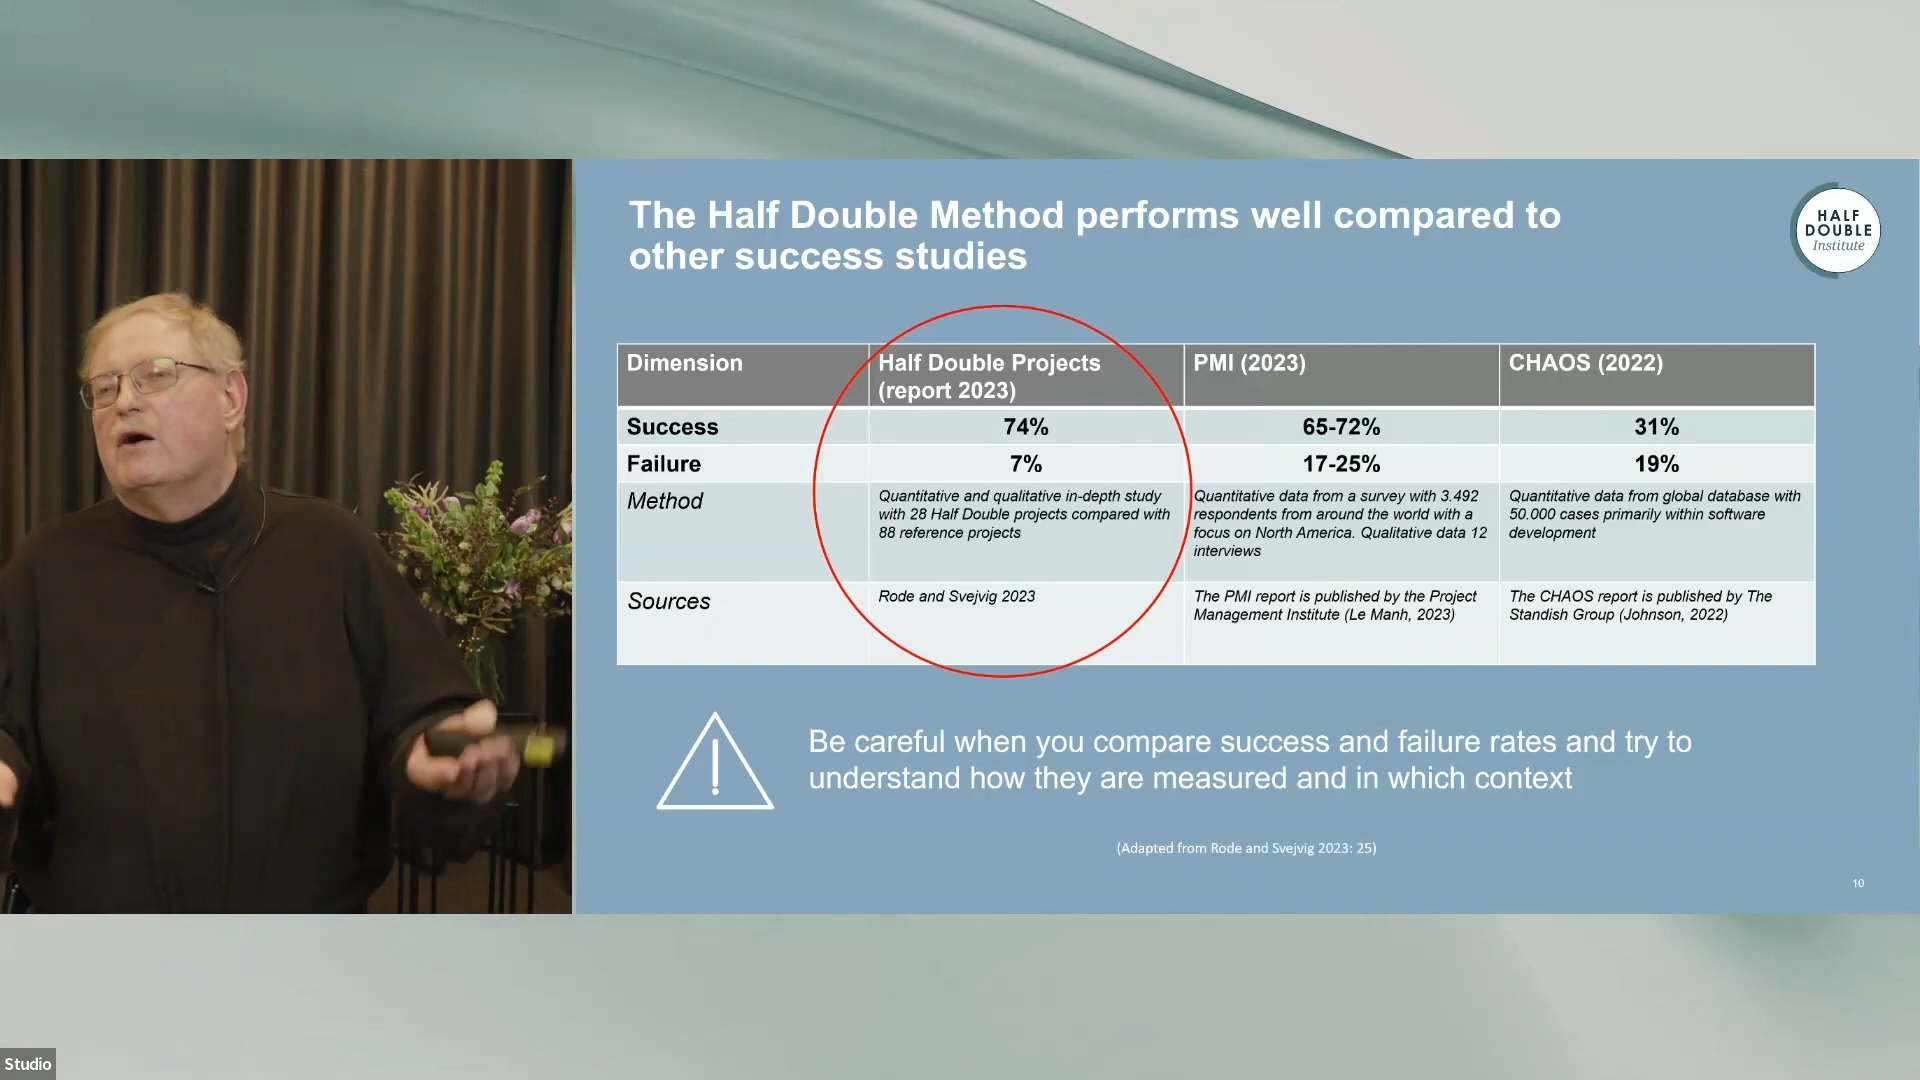 The Half Double Method performs well compared to
other success studies
HALF
DOUBLE
Institute
Dimension
Half Double Projects
(report 2023)
PMI (2023)
CHAOS (2022)
Success
74%
65-72%
31%
Failure
7%
17-25%
19%
Method
Quantitative and qualitative in-depth study
with 28 Half Double projects compared with
88 reference projects
Quantitative data from a survey with 3.492
respondents from around the world with a
focus on North America. Qualitative data 12
interviews
Quantitative data from global database with
50.000 cases primarily within software
development
Sources
Rode and Svejvig 2023
The PMI report is published by the Project
Management Institute (Le Manh, 2023)
The CHAOS report is published by The
Standish Group (Johnson, 2022)
Be careful when you compare success and failure rates and try to
understand how they are measured and in which context
(Adapted from Rode and Svejvig 2023: 25)
10
Studio